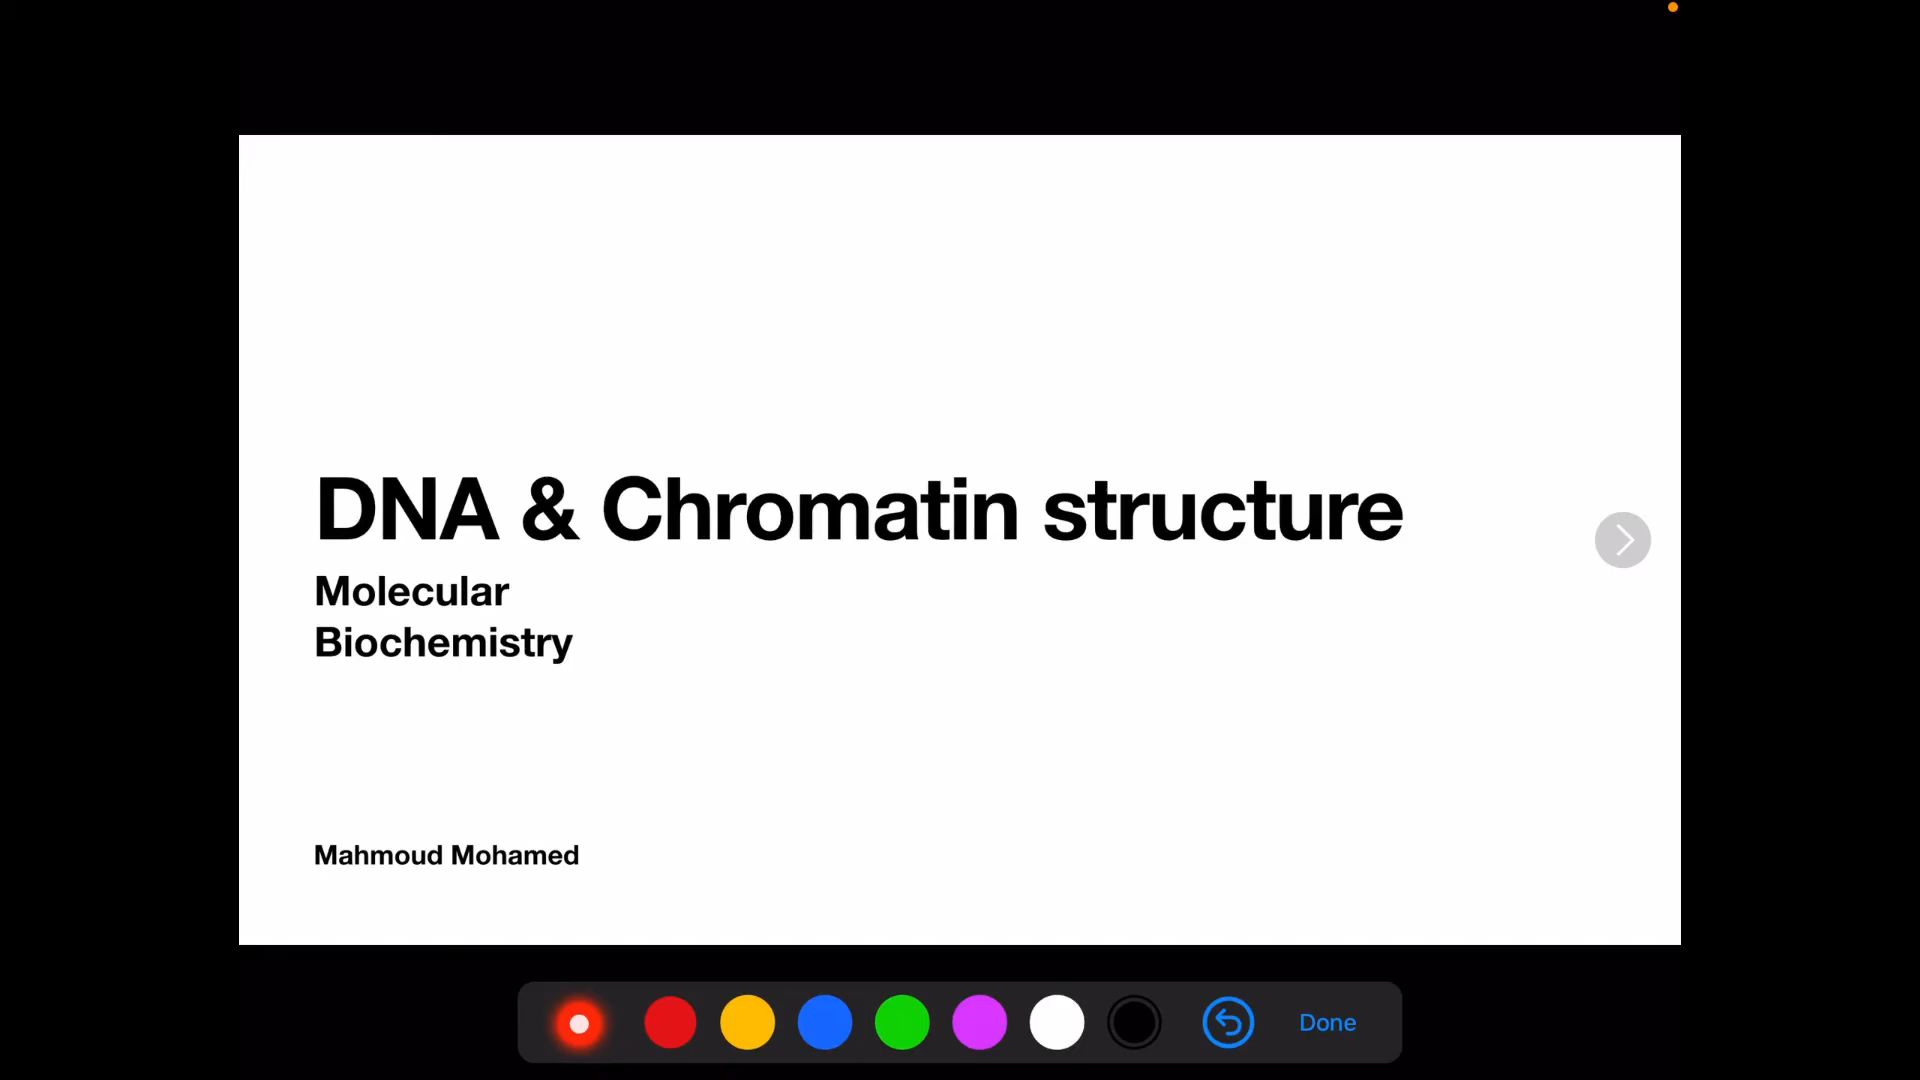 DNA & Chromatin structure
Molecular
Biochemistry
Mahmoud Mohamed
Done